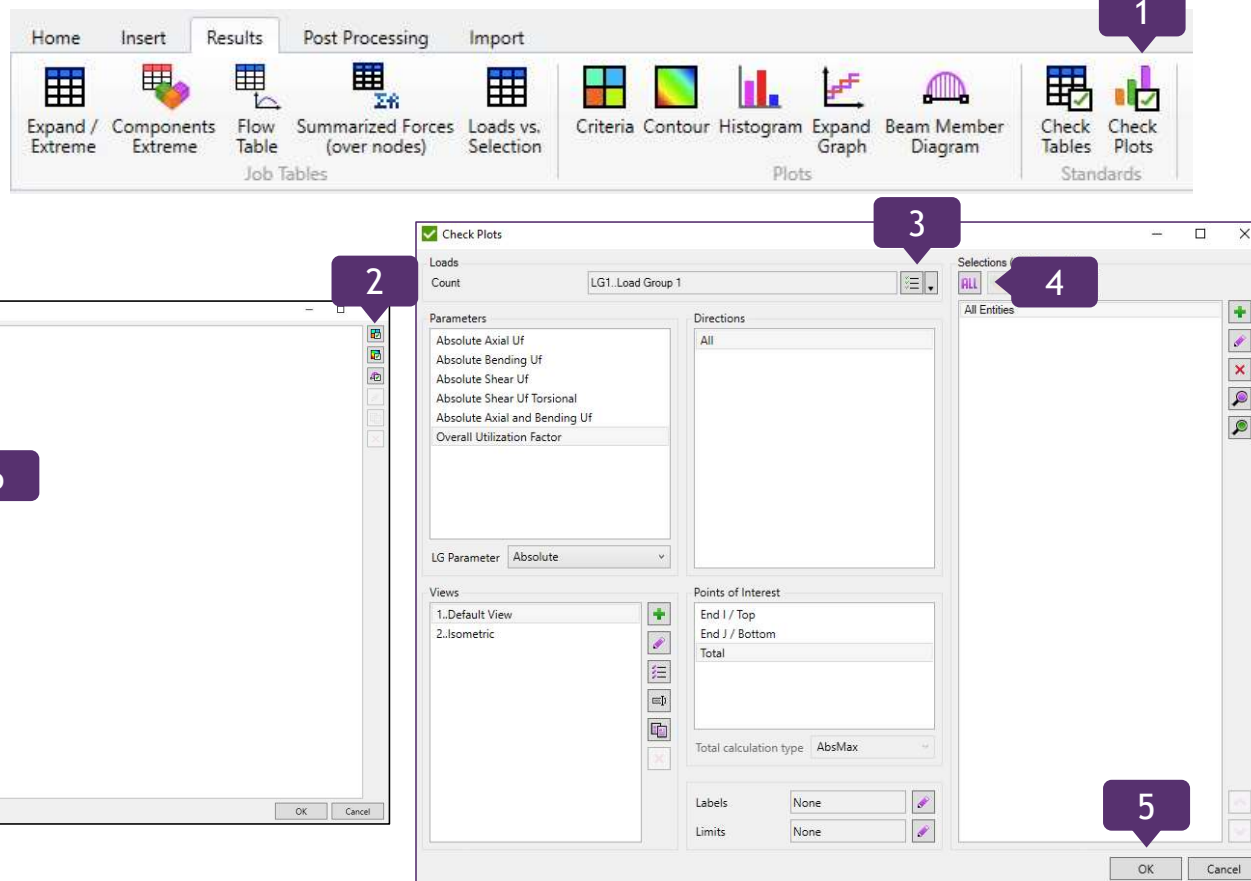 1
Home Insert Results Post Processing Import
Expand / Extreme
Components Extreme
Flow Table
Summarized Forces (over nodes)
Loads vs. Selection
Criteria
Contour
Histogram
Expand Graph
Beam Member Diagram
Check Tables
Check Plots
Job Tables
Plots
Standards
2
OK Cancel
3
Check Plots
Loads
Count
LG1..Load Group 1
Selections
ALL
4
All Entities
Parameters
Absolute Axial Uf
Absolute Bending Uf
Absolute Shear Uf
Absolute Shear Uf Torsional
Absolute Axial and Bending Uf
Overall Utilization Factor
LG Parameter Absolute
Directions
All
Views
1..Default View
2..Isometric
Points of Interest
End I / Top
End J / Bottom
Total
Total calculation type AbsMax
Labels None
Limits None
5
OK Cancel